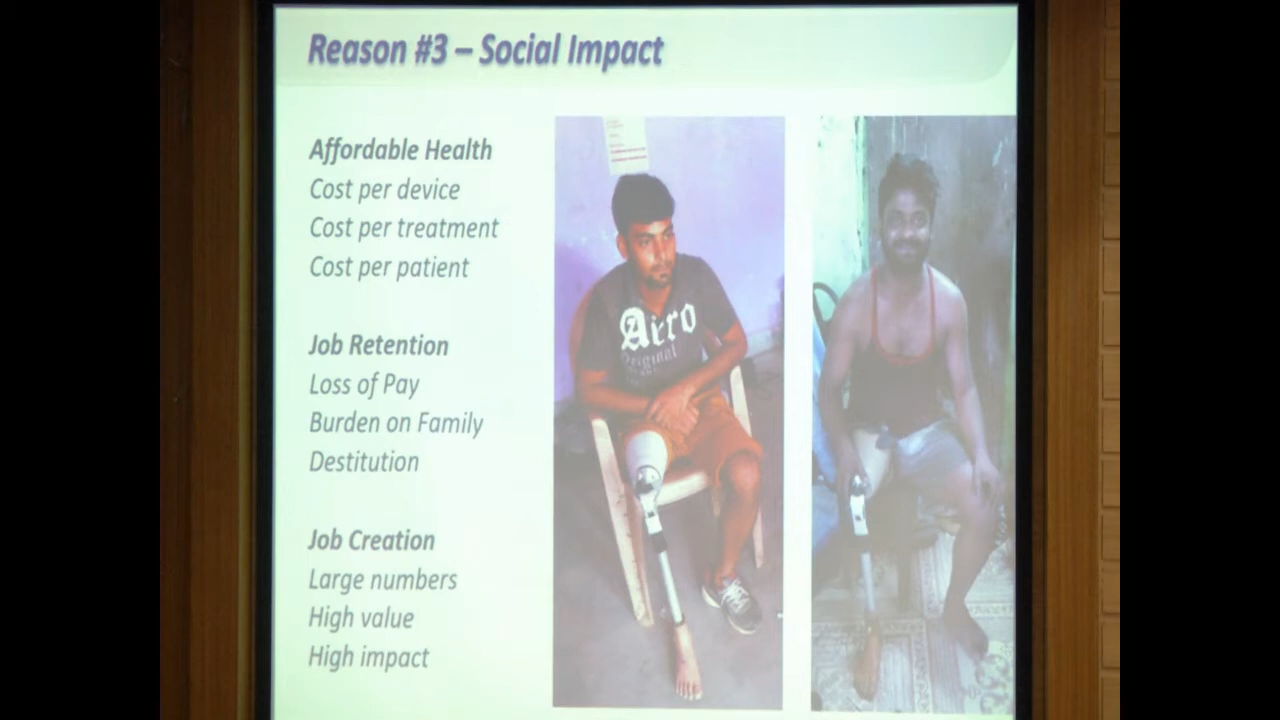 Reason #3 – Social Impact
Affordable Health
Cost per device
Cost per treatment
Cost per patient
Job Retention
Loss of Pay
Burden on Family
Destitution
Job Creation
Large numbers
High value
High impact
Aero
Original